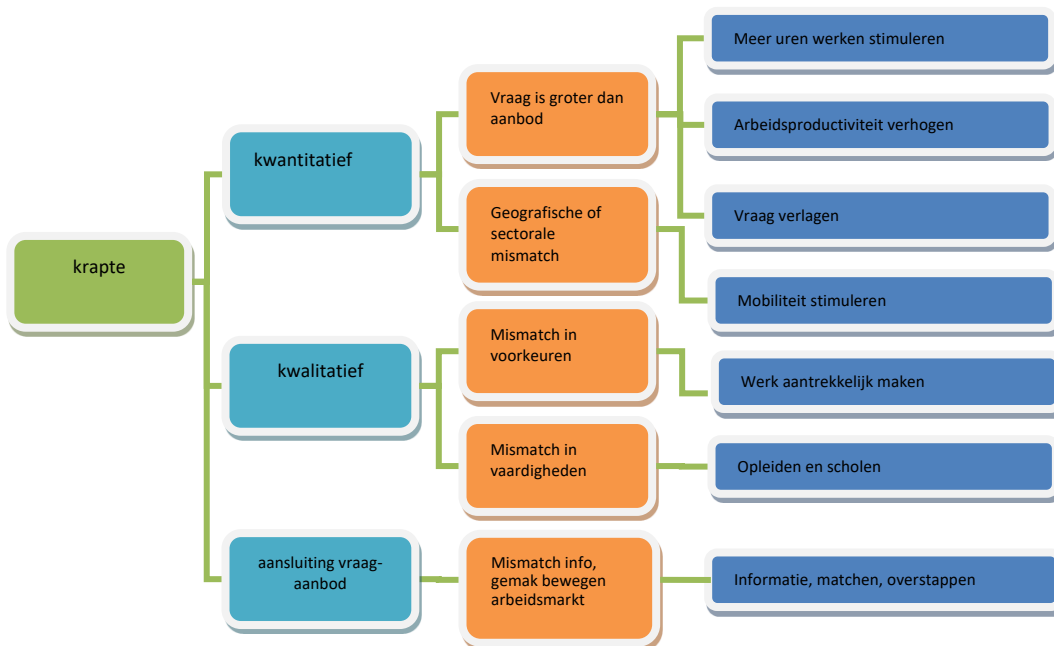 krapte
kwantitatief
Vraag is groter dan
aanbod
Meer uren werken stimuleren
Arbeidsproductiviteit verhogen
Vraag verlagen
Geografische of
sectorale
mismatch
Mobiliteit stimuleren
kwalitatief
Mismatch in
voorkeuren
Werk aantrekkelijk maken
Mismatch in
vaardigheden
Opleiden en scholen
aansluiting vraag-
aanbod
Mismatch info,
gemak bewegen
arbeidsmarkt
Informatie, matchen, overstappen